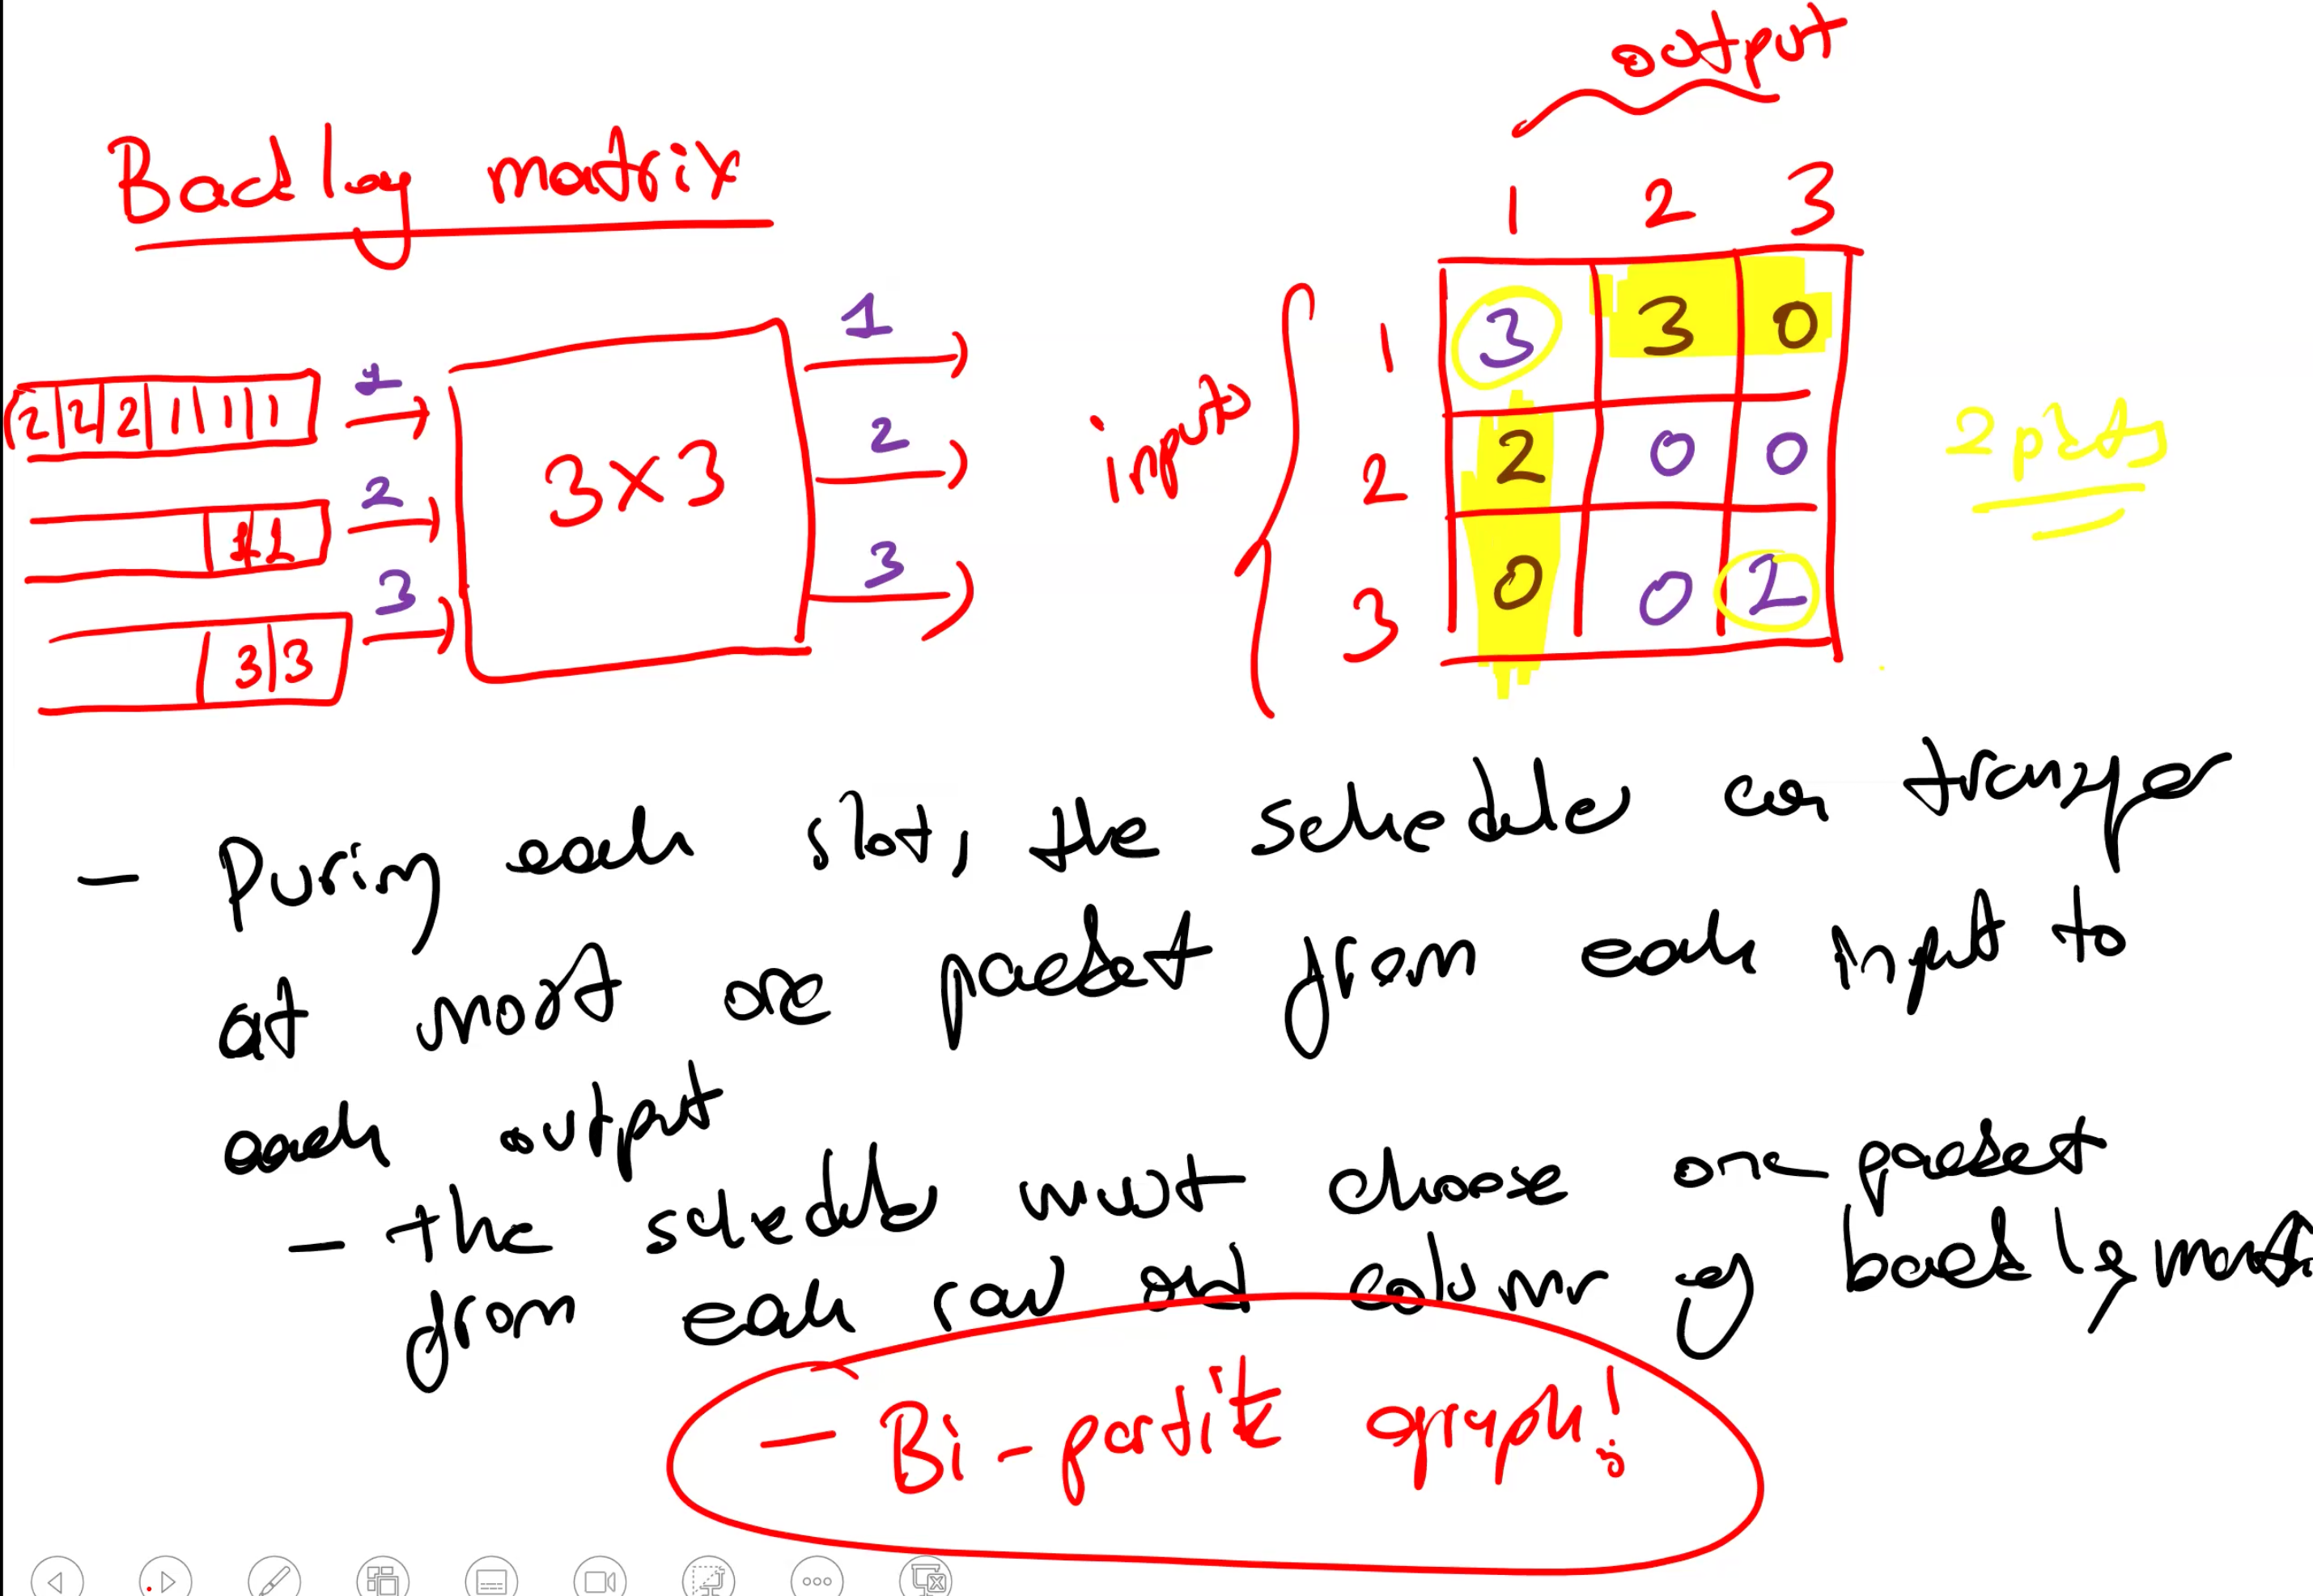 output
Backlog matrix
1 2 3
1
1
2 2 2 1 1 1
2
1 1
3
3 3
3x3
1
2
3
input
1 3 3 0
2 2 0 0
3 0 0 2
2 pkts
- During each slot, the scheduler can transfer
at most one packet from each input to
each output
- The scheduler must choose one packet
from each row and column of backlog matrix
- Bi-partite graph!